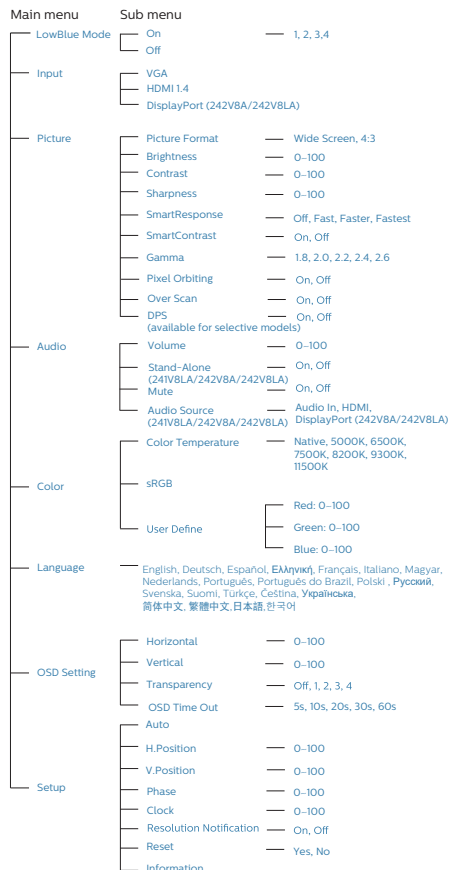 Main menu Sub menu
LowBlue Mode On 1, 2, 3,4
Off
Input VGA
HDMI 1.4
DisplayPort (242V8A/242V8LA)
Picture Picture Format Wide Screen, 4:3
Brightness 0–100
Contrast 0–100
Sharpness 0–100
SmartResponse Off, Fast, Faster, Fastest
SmartContrast On, Off
Gamma 1.8, 2.0, 2.2, 2.4, 2.6
Pixel Orbiting On, Off
Over Scan On, Off
DPS On, Off
(available for selective models)
Audio Volume 0–100
Stand-Alone On, Off
(241V8LA/242V8A/242V8LA)
Mute On, Off
Audio Source Audio In, HDMI,
(241V8LA/242V8A/242V8LA) DisplayPort (242V8A/242V8LA)
Color Temperature Native, 5000K, 6500K,
7500K, 8200K, 9300K,
11500K
Color sRGB
Red: 0–100
User Define Green: 0–100
Blue: 0–100
Language English, Deutsch, Español, Ελληνική, Français, Italiano, Magyar,
Nederlands, Português, Português do Brazil, Polski , Русский,
Svenska, Suomi, Türkçe, Čeština, Українська,
简体中文, 繁體中文,日本語,한국어
Horizontal 0–100
Vertical 0–100
OSD Setting Transparency Off, 1, 2, 3, 4
OSD Time Out 5s, 10s, 20s, 30s, 60s
Auto
H.Position 0–100
V.Position 0–100
Setup Phase 0–100
Clock 0–100
Resolution Notification On, Off
Reset Yes, No
Information